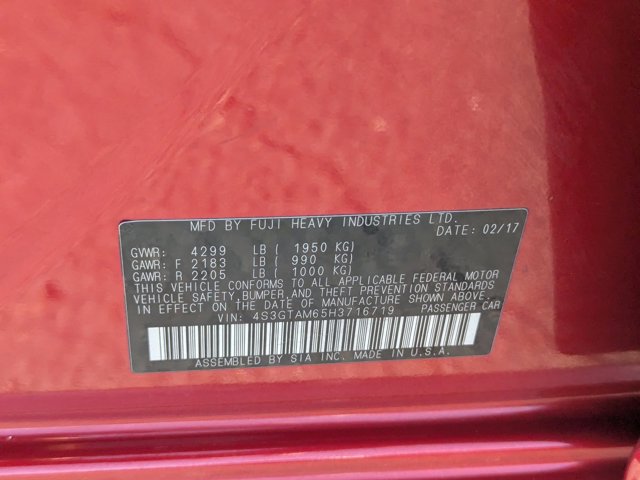 MFD BY FUJI HEAVY INDUSTRIES LTD.
DATE: 02/17
GVWR: 4299 LB ( 1950 KG)
GAWR: F 2183 LB ( 990 KG)
GAWR: R 2205 LB ( 1000 KG)
THIS VEHICLE CONFORMS TO ALL APPLICABLE FEDERAL MOTOR
VEHICLE SAFETY, BUMPER, AND THEFT PREVENTION STANDARDS
IN EFFECT ON THE DATE OF MANUFACTURE SHOWN ABOVE.
VIN: 4S3GTAM65H3716719 PASSENGER CAR
ASSEMBLED BY SIA INC. MADE IN U.S.A.